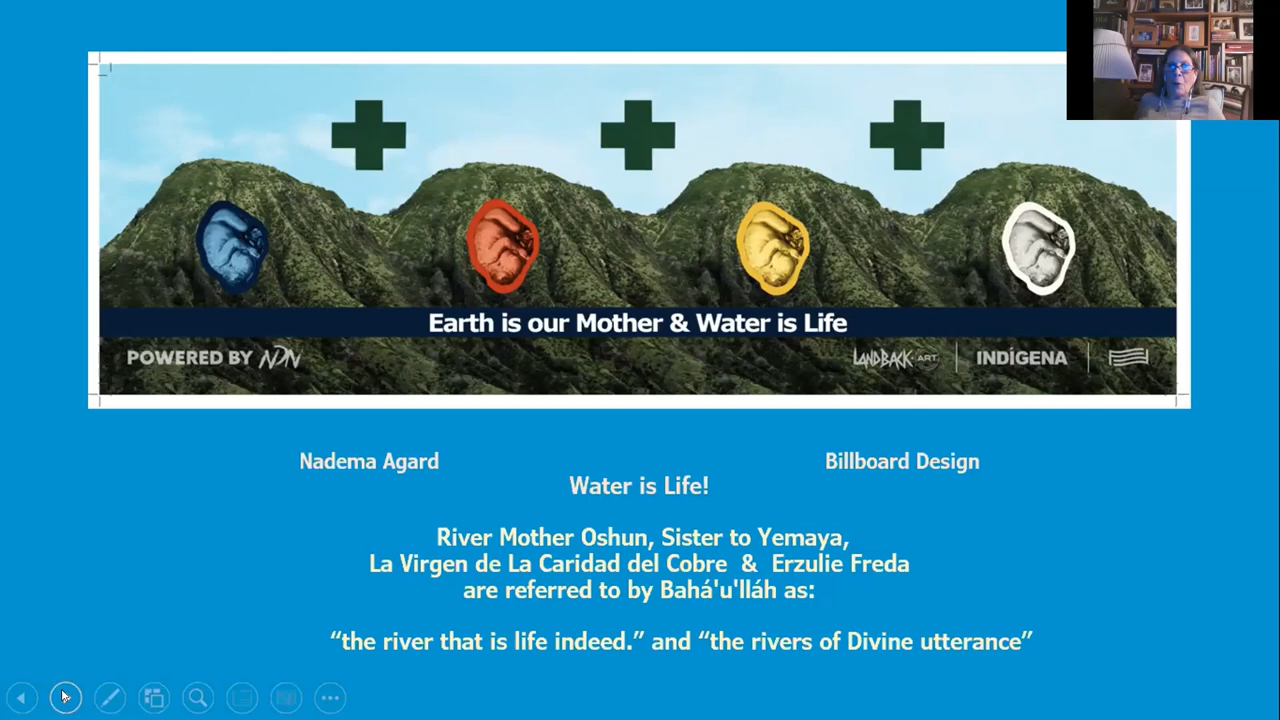 Earth is our Mother & Water is Life
POWERED BY NDN
LANDBACK.ART
INDÍGENA
Nadema Agard
Billboard Design
Water is Life!
River Mother Oshun, Sister to Yemaya,
La Virgen de La Caridad del Cobre & Erzulie Freda
are referred to by Bahá'u'lláh as:
“the river that is life indeed.” and “the rivers of Divine utterance”